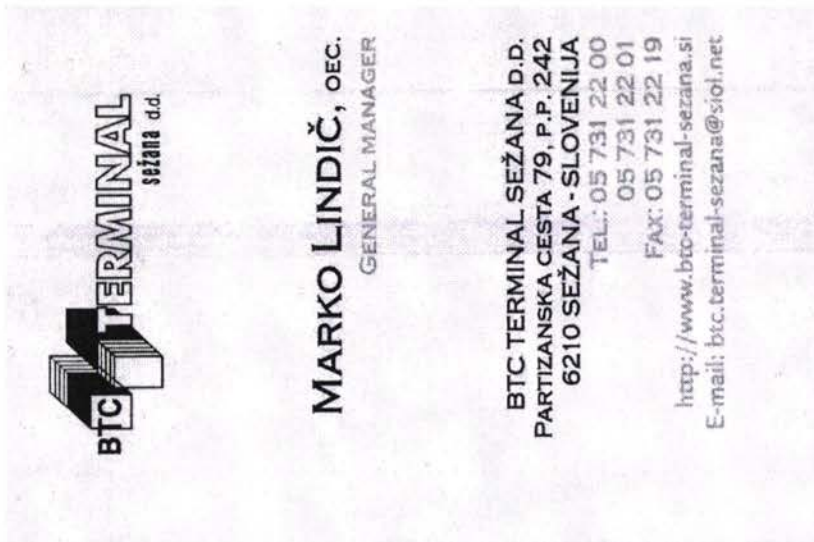 BTC TERMINAL
sežana d.d.
MARKO LINDIČ, OEC.
GENERAL MANAGER
BTC TERMINAL SEŽANA D.D.
PARTIZANSKA CESTA 79, P.P. 242
6210 SEŽANA - SLOVENIJA
TEL.: 05 731 22 00
05 731 22 01
FAX: 05 731 22 19
http://www.btc-terminal-sezana.si
E-mail: btc.terminal-sezana@siol.net